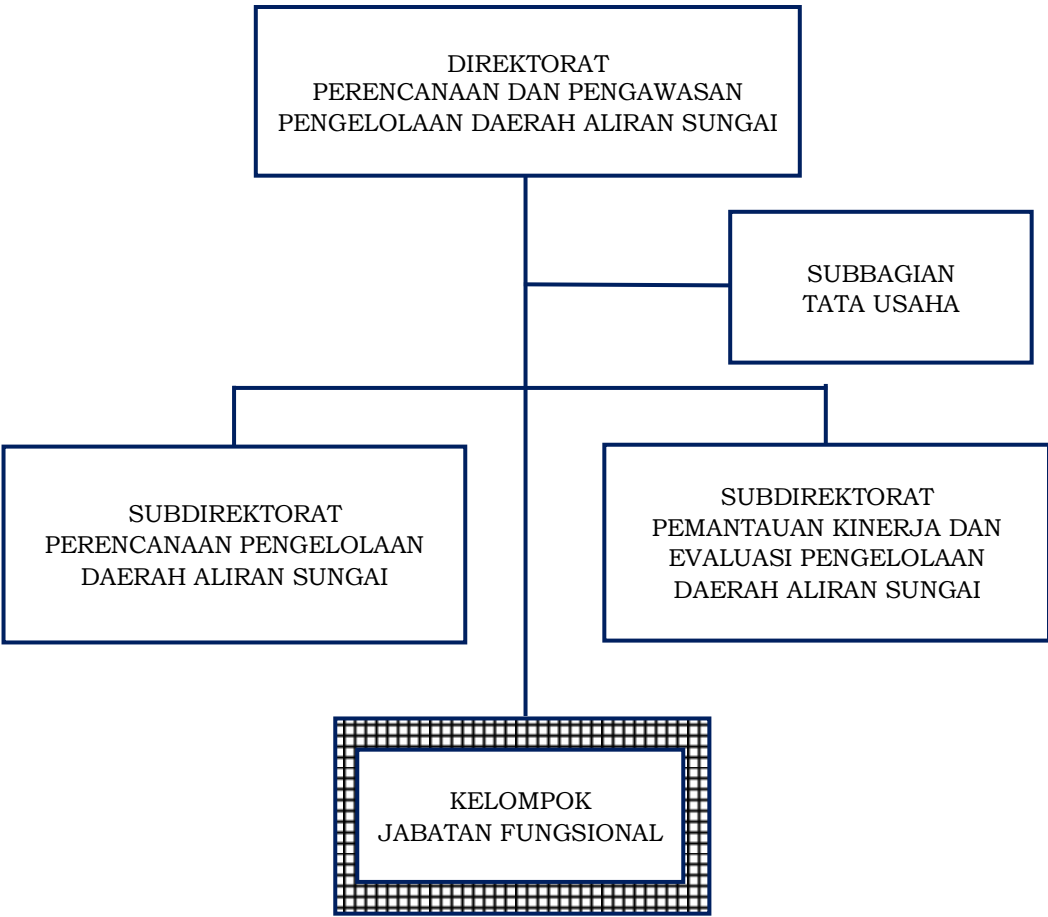 DIREKTORAT
PERENCANAAN DAN PENGAWASAN
PENGELOLAAN DAERAH ALIRAN SUNGAI
SUBBAGIAN
TATA USAHA
SUBDIREKTORAT
PERENCANAAN PENGELOLAAN
DAERAH ALIRAN SUNGAI
SUBDIREKTORAT
PEMANTAUAN KINERJA DAN
EVALUASI PENGELOLAAN
DAERAH ALIRAN SUNGAI
KELOMPOK
JABATAN FUNGSIONAL